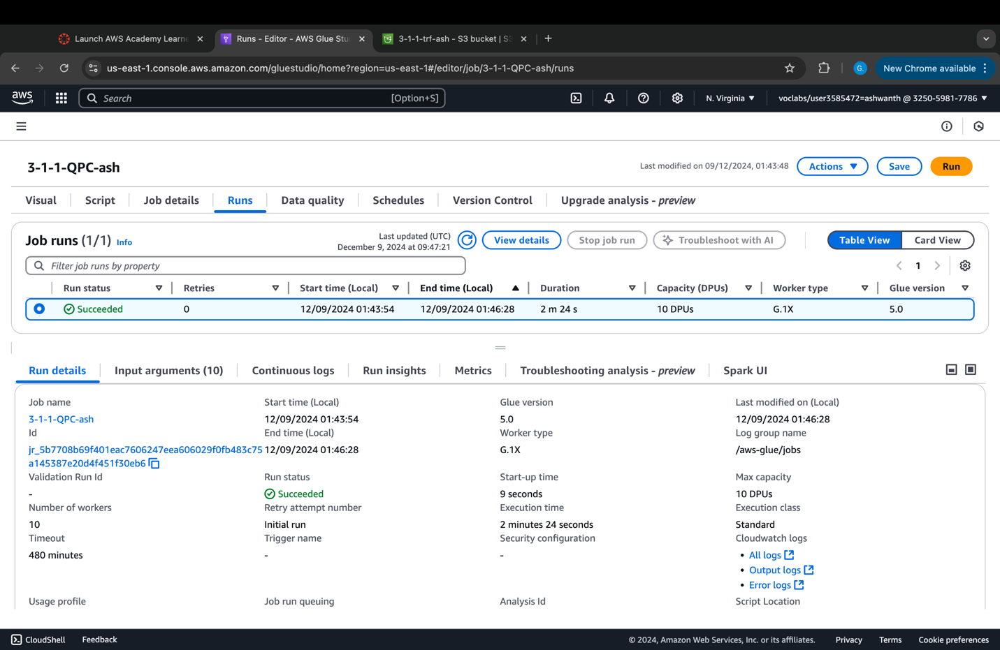 Launch AWS Academy Learne
Runs - Editor - AWS Glue Stu
3-1-1-trf-ash - S3 bucket | S3
us-east-1.console.aws.amazon.com/gluestudio/home?region=us-east-1#/editor/job/3-1-1-QPC-ash/runs
G.
New Chrome available
aws
Search
[Option+S]
N. Virginia
voclabs/user3585472=ashwanth @ 3250-5981-7786
3-1-1-QPC-ash
Last modified on 09/12/2024, 01:43:48
Actions
Save
Run
Visual
Script
Job details
Runs
Data quality
Schedules
Version Control
Upgrade analysis - preview
Job runs (1/1) Info
Last updated (UTC)
December 9, 2024 at 09:47:21
View details
Stop job run
Troubleshoot with AI
Table View
Card View
Filter job runs by property
1
Run status
Retries
Start time (Local)
End time (Local)
Duration
Capacity (DPUs)
Worker type
Glue version
Succeeded
0
12/09/2024 01:43:54
12/09/2024 01:46:28
2 m 24 s
10 DPUs
G.1X
5.0
Run details
Input arguments (10)
Continuous logs
Run insights
Metrics
Troubleshooting analysis - preview
Spark UI
Job name
Start time (Local)
Glue version
Last modified on (Local)
3-1-1-QPC-ash
12/09/2024 01:43:54
5.0
12/09/2024 01:46:28
Id
End time (Local)
Worker type
Log group name
jr_5b7708b69f401eac7606247eea606029f0fb483c75
a145387e20d4f451f30eb6
12/09/2024 01:46:28
G.1X
/aws-glue/jobs
Validation Run Id
Run status
Start-up time
Max capacity
-
Succeeded
9 seconds
10 DPUs
Number of workers
Retry attempt number
Execution time
Execution class
10
Initial run
2 minutes 24 seconds
Standard
Timeout
Trigger name
Security configuration
Cloudwatch logs
480 minutes
-
-
• All logs
• Output logs
• Error logs
Usage profile
Job run queuing
Analysis Id
Script Location
CloudShell
Feedback
© 2024, Amazon Web Services, Inc. or its affiliates.
Privacy
Terms
Cookie preferences